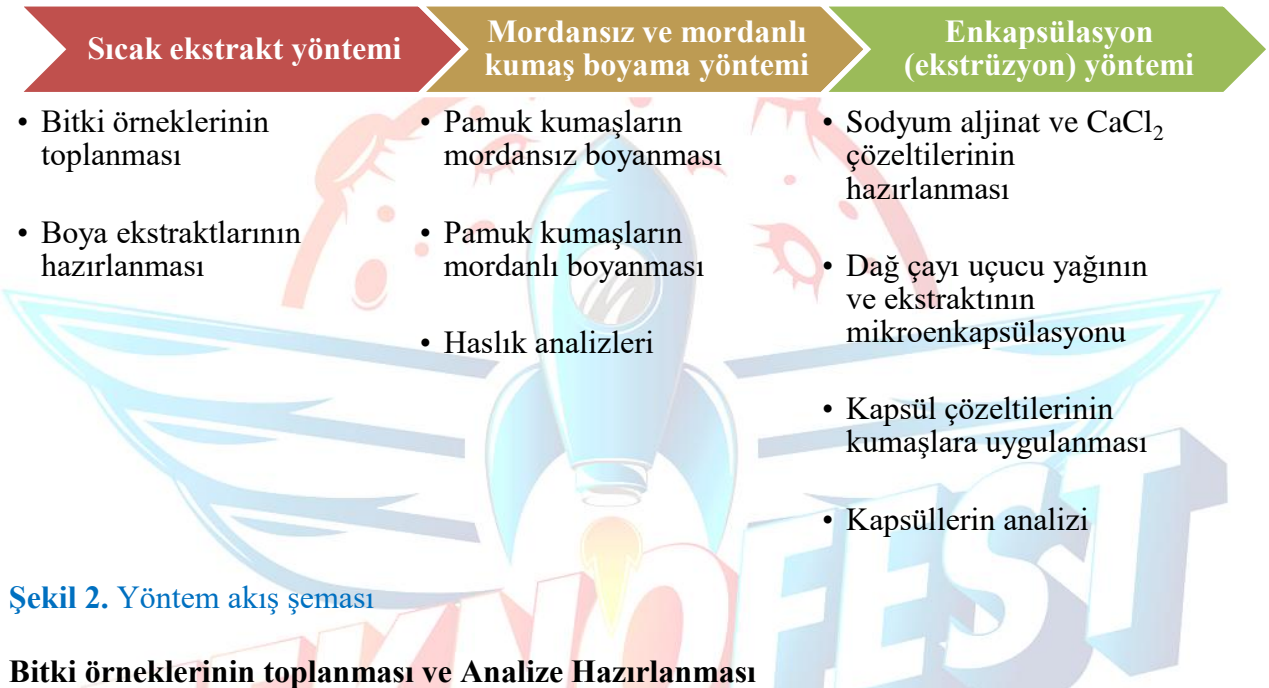 Sıcak ekstrakt yöntemi
Mordansız ve mordanlı
kumaş boyama yöntemi
Enkapsülasyon
(ekstrüzyon) yöntemi
• Bitki örneklerinin
toplanması
• Boya ekstraktlarının
hazırlanması
• Pamuk kumaşların
mordansız boyanması
• Pamuk kumaşların
mordanlı boyanması
• Haslık analizleri
• Sodyum aljinat ve CaCl₂
çözeltilerinin
hazırlanması
• Dağ çayı uçucu yağının
ve ekstraktının
mikroenkapsülasyonu
• Kapsül çözeltilerinin
kumaşlara uygulanması
• Kapsüllerin analizi
Şekil 2. Yöntem akış şeması
Bitki örneklerinin toplanması ve Analize Hazırlanması
TEKNOFEST